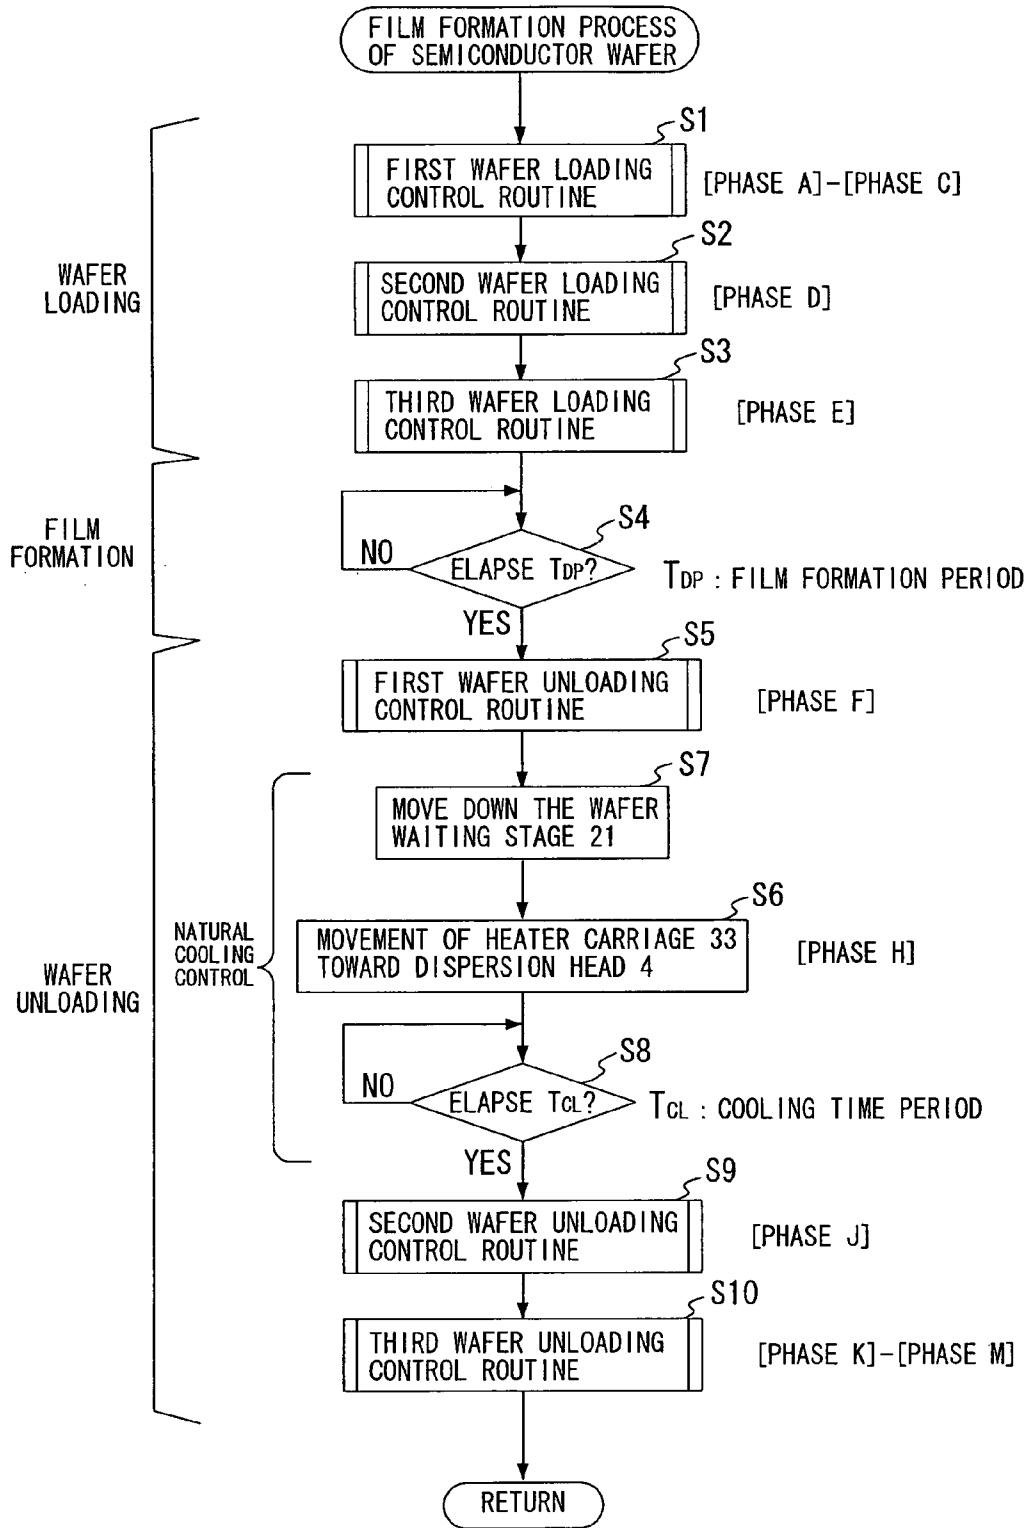 FILM FORMATION PROCESS
OF SEMICONDUCTOR WAFER
S1
FIRST WAFER LOADING
CONTROL ROUTINE
[PHASE A]-[PHASE C]
S2
SECOND WAFER LOADING
CONTROL ROUTINE
[PHASE D]
WAFER
LOADING
S3
THIRD WAFER LOADING
CONTROL ROUTINE
[PHASE E]
FILM
FORMATION
S4
NO
ELAPSE TDP?
TDP : FILM FORMATION PERIOD
YES
S5
FIRST WAFER UNLOADING
CONTROL ROUTINE
[PHASE F]
S7
MOVE DOWN THE WAFER
WAITING STAGE 21
WAFER
UNLOADING
NATURAL
COOLING
CONTROL
S6
MOVEMENT OF HEATER CARRIAGE 33
TOWARD DISPERSION HEAD 4
[PHASE H]
S8
NO
ELAPSE TCL?
TCL : COOLING TIME PERIOD
YES
S9
SECOND WAFER UNLOADING
CONTROL ROUTINE
[PHASE J]
S10
THIRD WAFER UNLOADING
CONTROL ROUTINE
[PHASE K]-[PHASE M]
RETURN